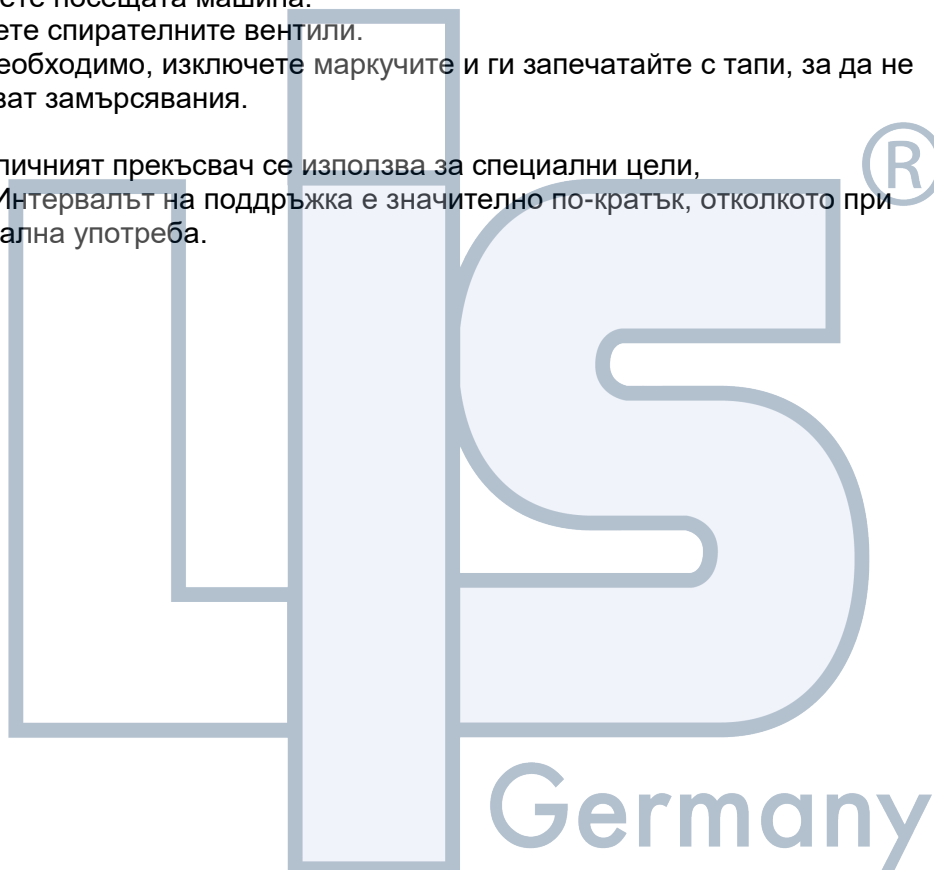 ете посещата машина.
ете спирателните вентили.
еобходимо, изключете маркучите и ги запечатайте с тапи, за да не
ват замърсявания.
личният прекъсвач се използва за специални цели,
Интервалът на поддръжка е значително по-кратък, отколкото при
ална употреба.
®
Germany